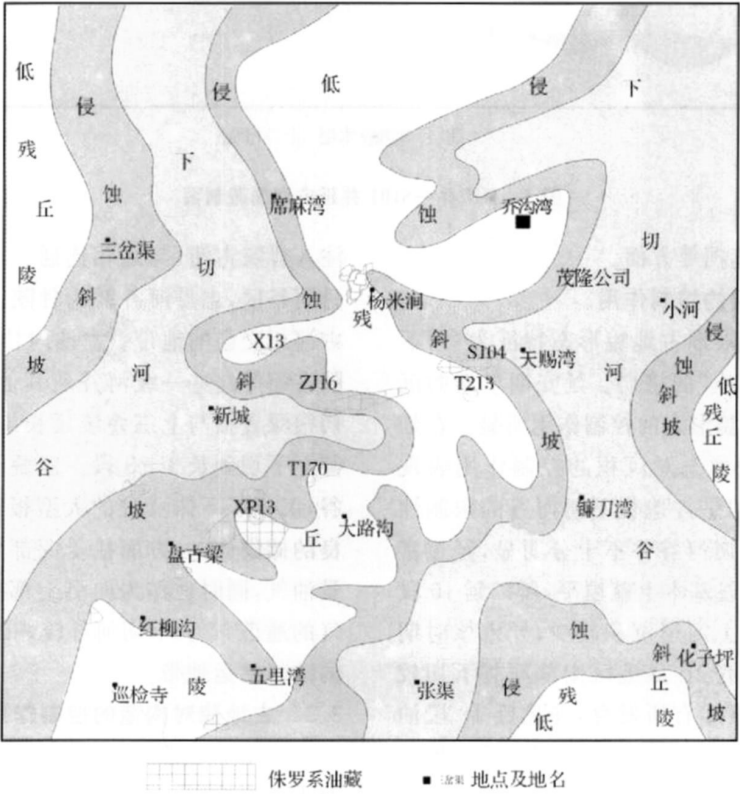 低 侵 侵 低 侵 下
残 下
丘 蚀 席麻湾 蚀 乔沟湾
三岔渠 切
陵 切 茂隆公司
斜 蚀 杨米涧 小河
残 侵
X13 斜 S104 天赐湾
坡 河 斜 ZJ16 T213 河 蚀 低
新城 斜 残
谷 T170 坡 坡 丘
坡 XP13 陵
丘 大路沟 镰刀湾
盘古梁 谷
红柳沟 蚀
五里湾 斜 化子坪
巡检寺 陵 张渠 侵 残 丘
低 陵 坡
侏罗系油藏 三岔渠 地点及地名